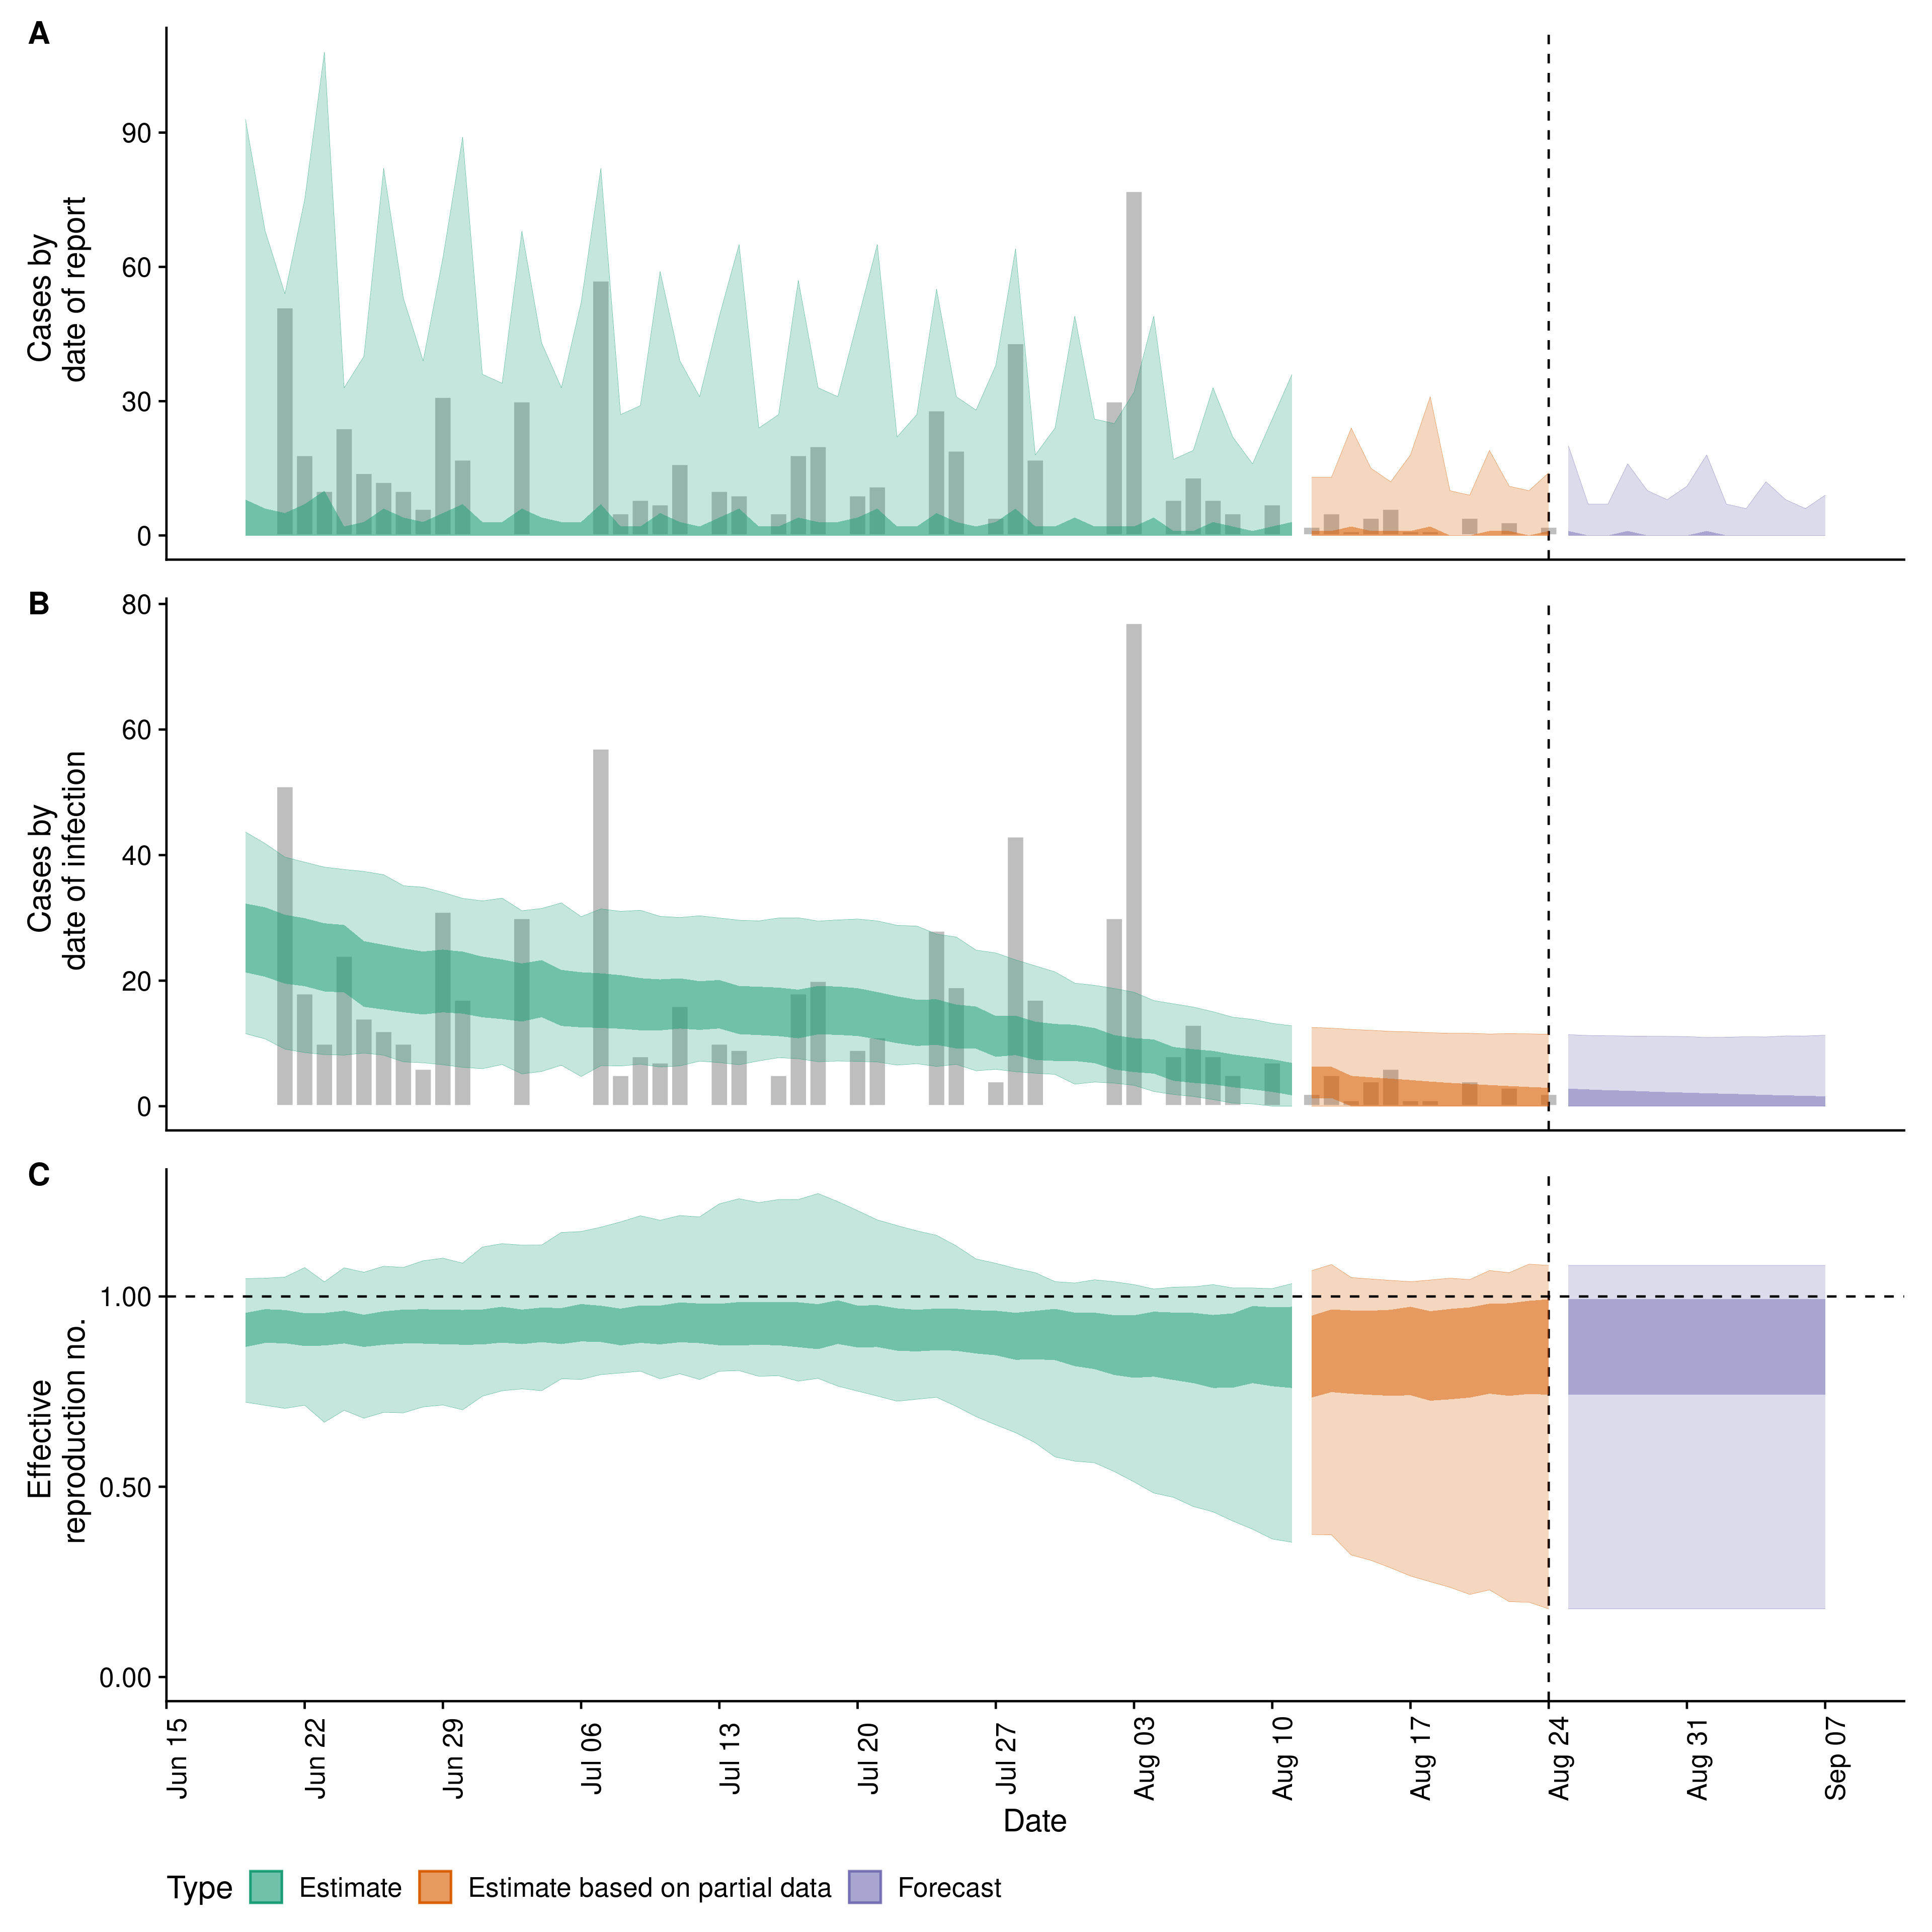 A
90
60
30
0
Cases by
date of report
B
80
60
40
20
0
Cases by
date of infection
C
1.00
0.50
0.00
Effective
reproduction no.
Jun 15
Jun 22
Jun 29
Jul 06
Jul 13
Jul 20
Jul 27
Aug 03
Aug 10
Aug 17
Aug 24
Aug 31
Sep 07
Date
Type Estimate Estimate based on partial data Forecast